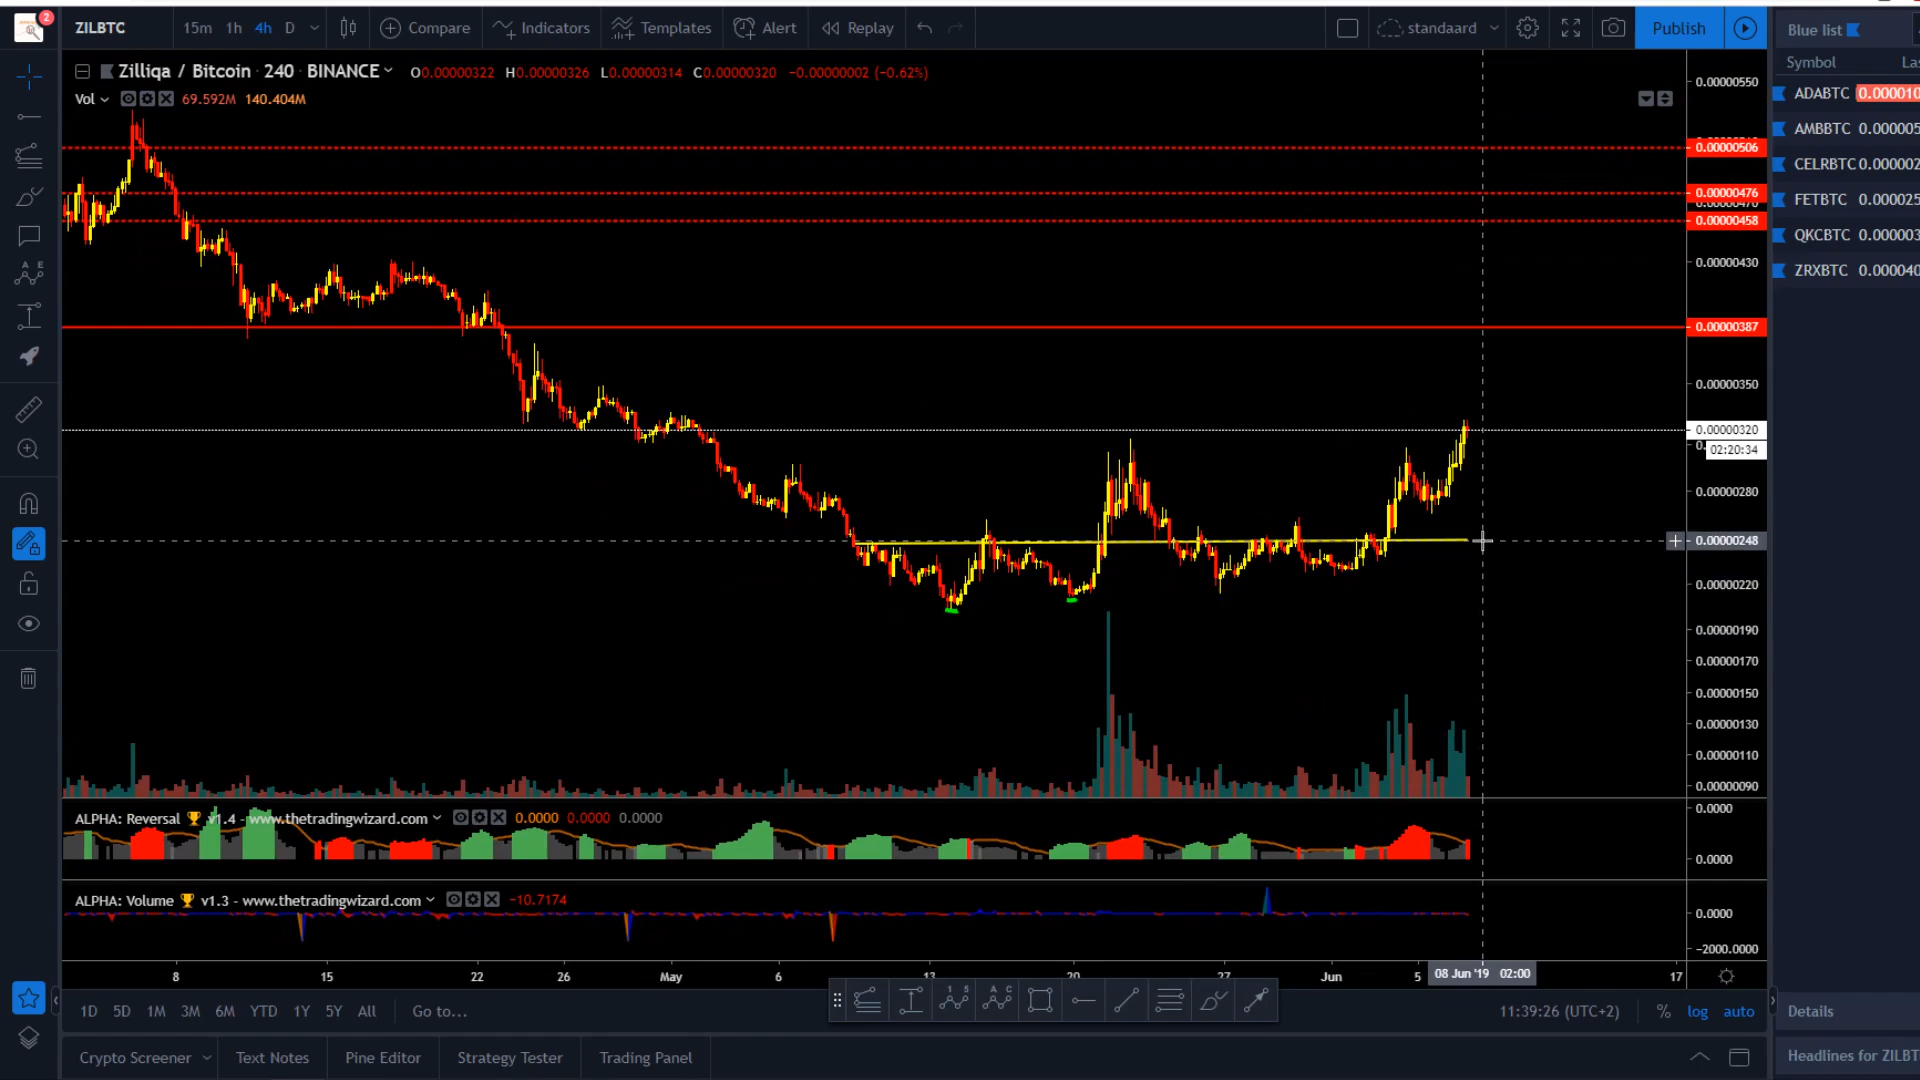 2
ZILBTC
15m 1h 4h D
Compare
Indicators
Templates
Alert
Replay
standaard
Publish
Blue list
Zilliqa / Bitcoin · 240 · BINANCE
O0.00000322 H0.00000326 L0.00000314 C0.00000320 −0.00000002 (−0.62%)
Vol 69.592M 140.404M
Symbol Las
ADABTC 0.000010
AMBBTC 0.000005
CELRBTC 0.000002
FETBTC 0.000025
QKCBTC 0.000003
ZRXBTC 0.000040
0.00000550
0.00000506
0.00000476
0.00000470
0.00000458
0.00000430
0.00000387
0.00000350
0.00000320
02:20:34
0.00000280
0.00000248
0.00000220
0.00000190
0.00000170
0.00000150
0.00000130
0.00000110
0.00000090
ALPHA: Reversal 🏆 v1.4 - www.thetradingwizard.com 0.0000 0.0000 0.0000
0.0000
0.0000
ALPHA: Volume 🏆 v1.3 - www.thetradingwizard.com −10.7174
0.0000
−2000.0000
8 15 22 26 May 6 13 20 27 Jun 5 08 Jun '19 02:00 17
1D 5D 1M 3M 6M YTD 1Y 5Y All Go to...
11:39:26 (UTC+2) % log auto
Details
Crypto Screener Text Notes Pine Editor Strategy Tester Trading Panel
Headlines for ZILBT